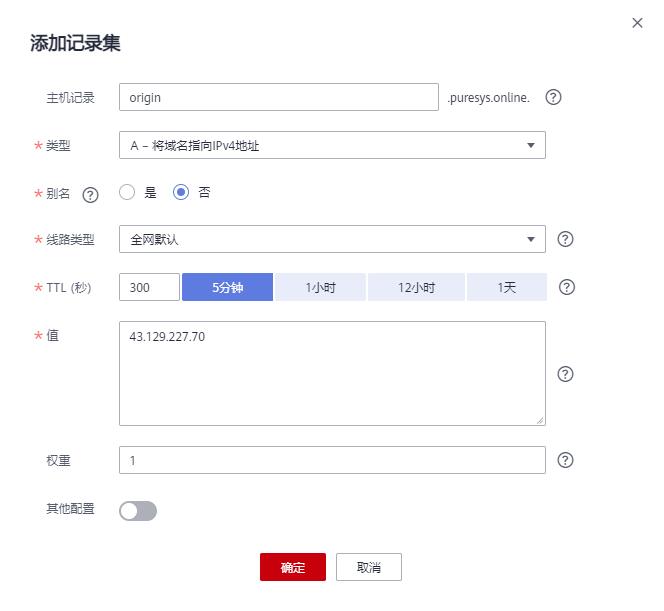 添加记录集
主机记录 origin .puresys.online. ?
* 类型 A – 将域名指向IPv4地址
* 别名 ? 是 否
* 线路类型 全网默认 ?
* TTL (秒) 300 5分钟 1小时 12小时 1天 ?
* 值 43.129.227.70 ?
权重 1 ?
其他配置
确定 取消